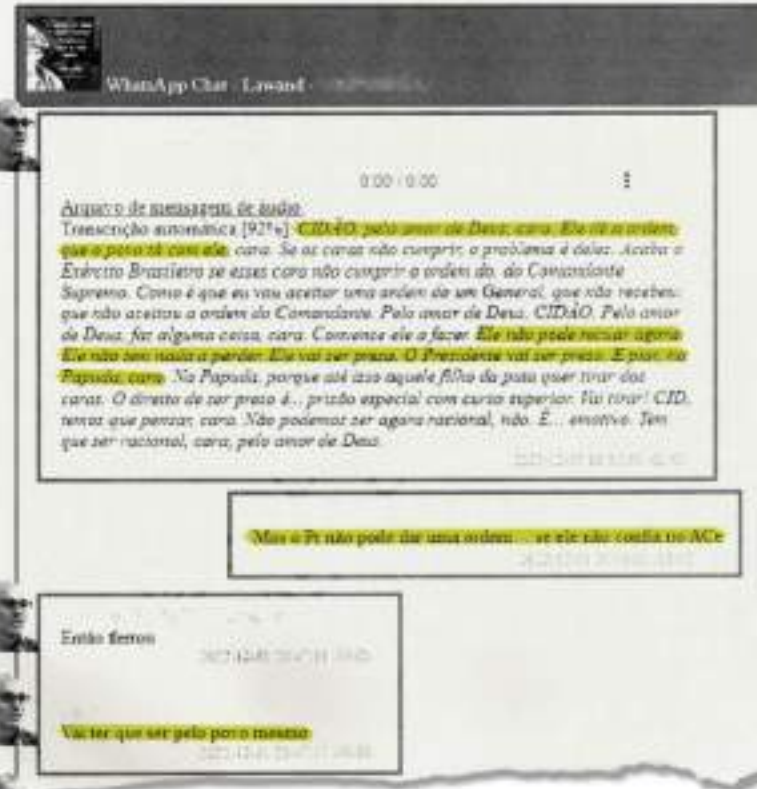 WhatsApp Chat - Lawand -
0:00 / 0:00
Arquivo de mensagem de áudio
Transcrição automática [92%]: CIDÃO, pelo amor de Deus, cara. Ele dê a ordem,
que o povo tá com ele, cara. Se os caras não cumprir, o problema é deles. Acaba o
Exército Brasileiro se esses cara não cumprir a ordem do, do Comandante
Supremo. Como é que eu vou aceitar uma ordem de um General, que não recebeu,
que não aceitou a ordem do Comandante. Pelo amor de Deus, CIDÃO. Pelo amor
de Deus, faz alguma coisa, cara. Convence ele a fazer. Ele não pode recuar agora.
Ele não tem nada a perder. Ele vai ser preso. O Presidente vai ser preso. E pior, na
Papuda, cara. Na Papuda, porque até isso aquele filho da puta quer tirar dos
caras. O direito de ser preso é... prisão especial com curso superior. Vai tirar! CID,
temos que pensar, cara. Não podemos ser agora racional, não. É... emotivo. Tem
que ser racional, cara, pelo amor de Deus.
Mas o Pr não pode dar uma ordem... se ele não confia no ACe
Então ferrou
Vai ter que ser pelo povo mesmo